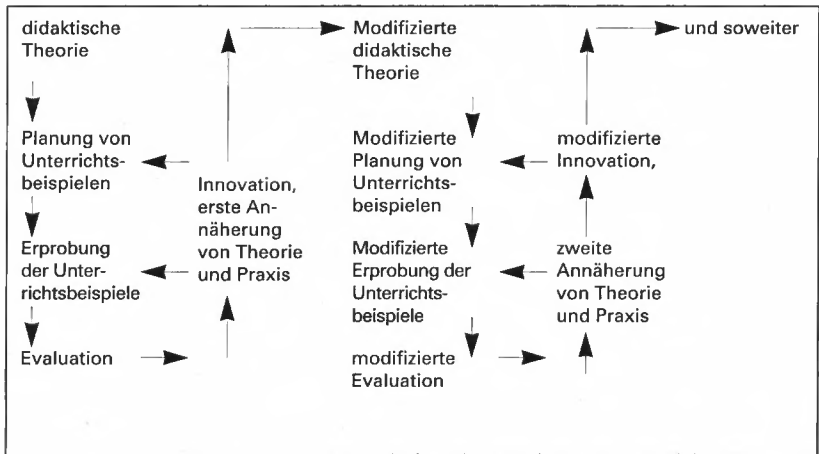 didaktische
Theorie
Planung von
Unterrichts-
beispielen
Erprobung
der Unter-
richtsbeispiele
Evaluation
Innovation,
erste An-
näherung
von Theorie
und Praxis
Modifizierte
didaktische
Theorie
Modifizierte
Planung von
Unterrichts-
beispielen
Modifizierte
Erprobung der
Unterrichts-
beispiele
modifizierte
Evaluation
modifizierte
Innovation,
zweite
Annäherung
von Theorie
und Praxis
und soweiter